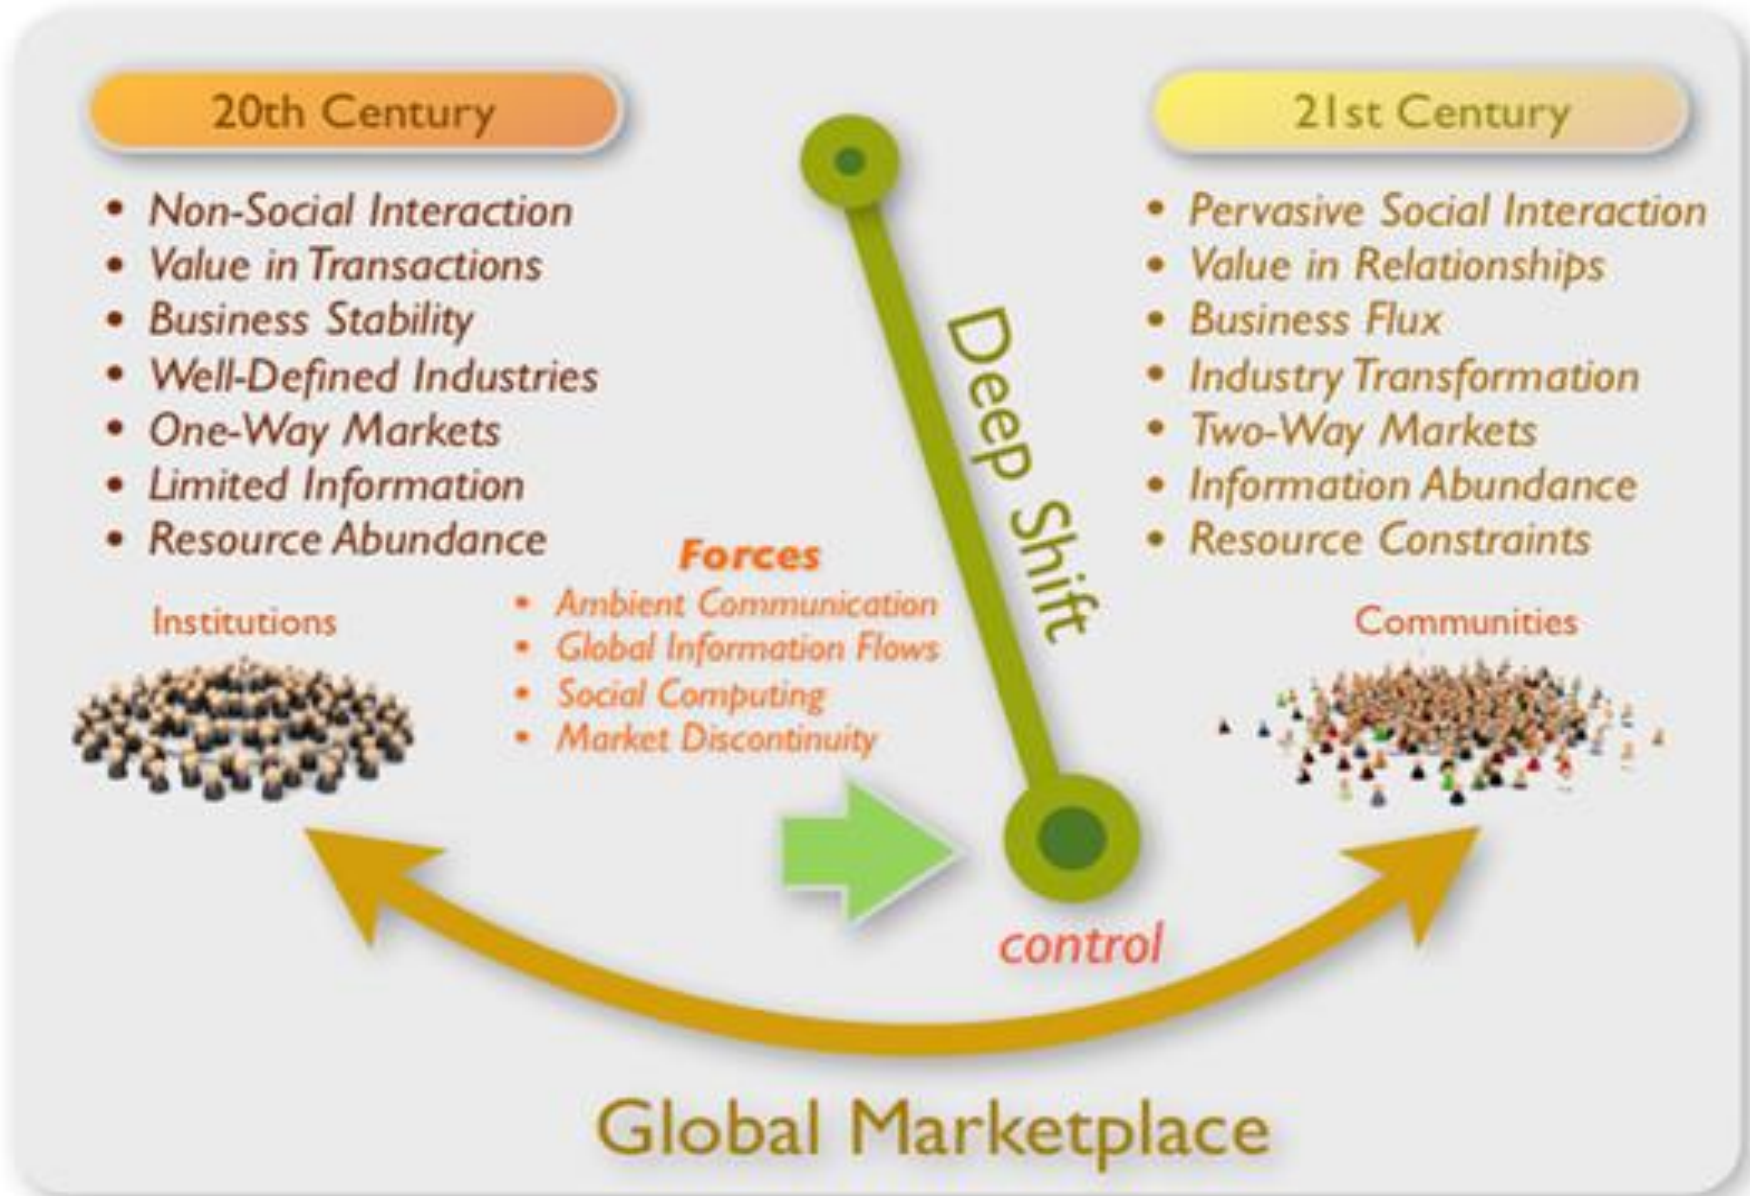 20th Century
• Non-Social Interaction
• Value in Transactions
• Business Stability
• Well-Defined Industries
• One-Way Markets
• Limited Information
• Resource Abundance
Institutions
Forces
• Ambient Communication
• Global Information Flows
• Social Computing
• Market Discontinuity
Deep Shift
control
21st Century
• Pervasive Social Interaction
• Value in Relationships
• Business Flux
• Industry Transformation
• Two-Way Markets
• Information Abundance
• Resource Constraints
Communities
Global Marketplace